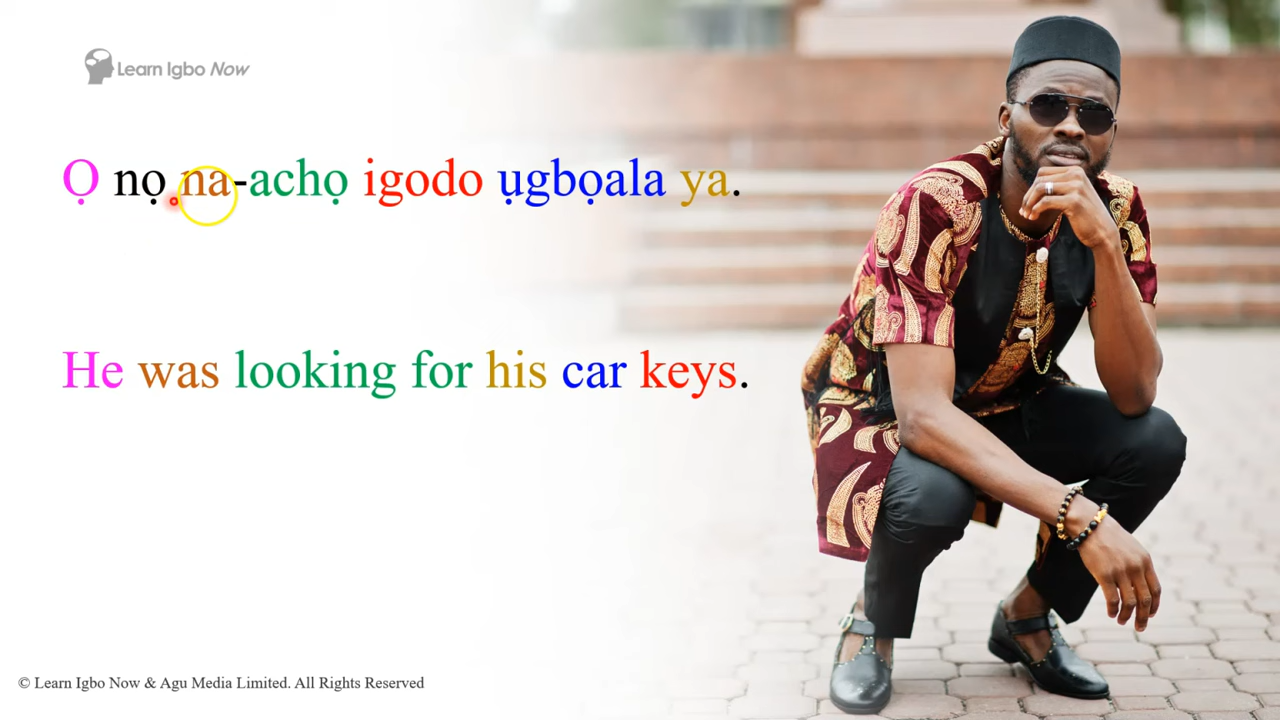 Learn Igbo Now
Ọ nọ na-achọ igodo ụgbọala ya.
He was looking for his car keys.
© Learn Igbo Now & Agu Media Limited. All Rights Reserved